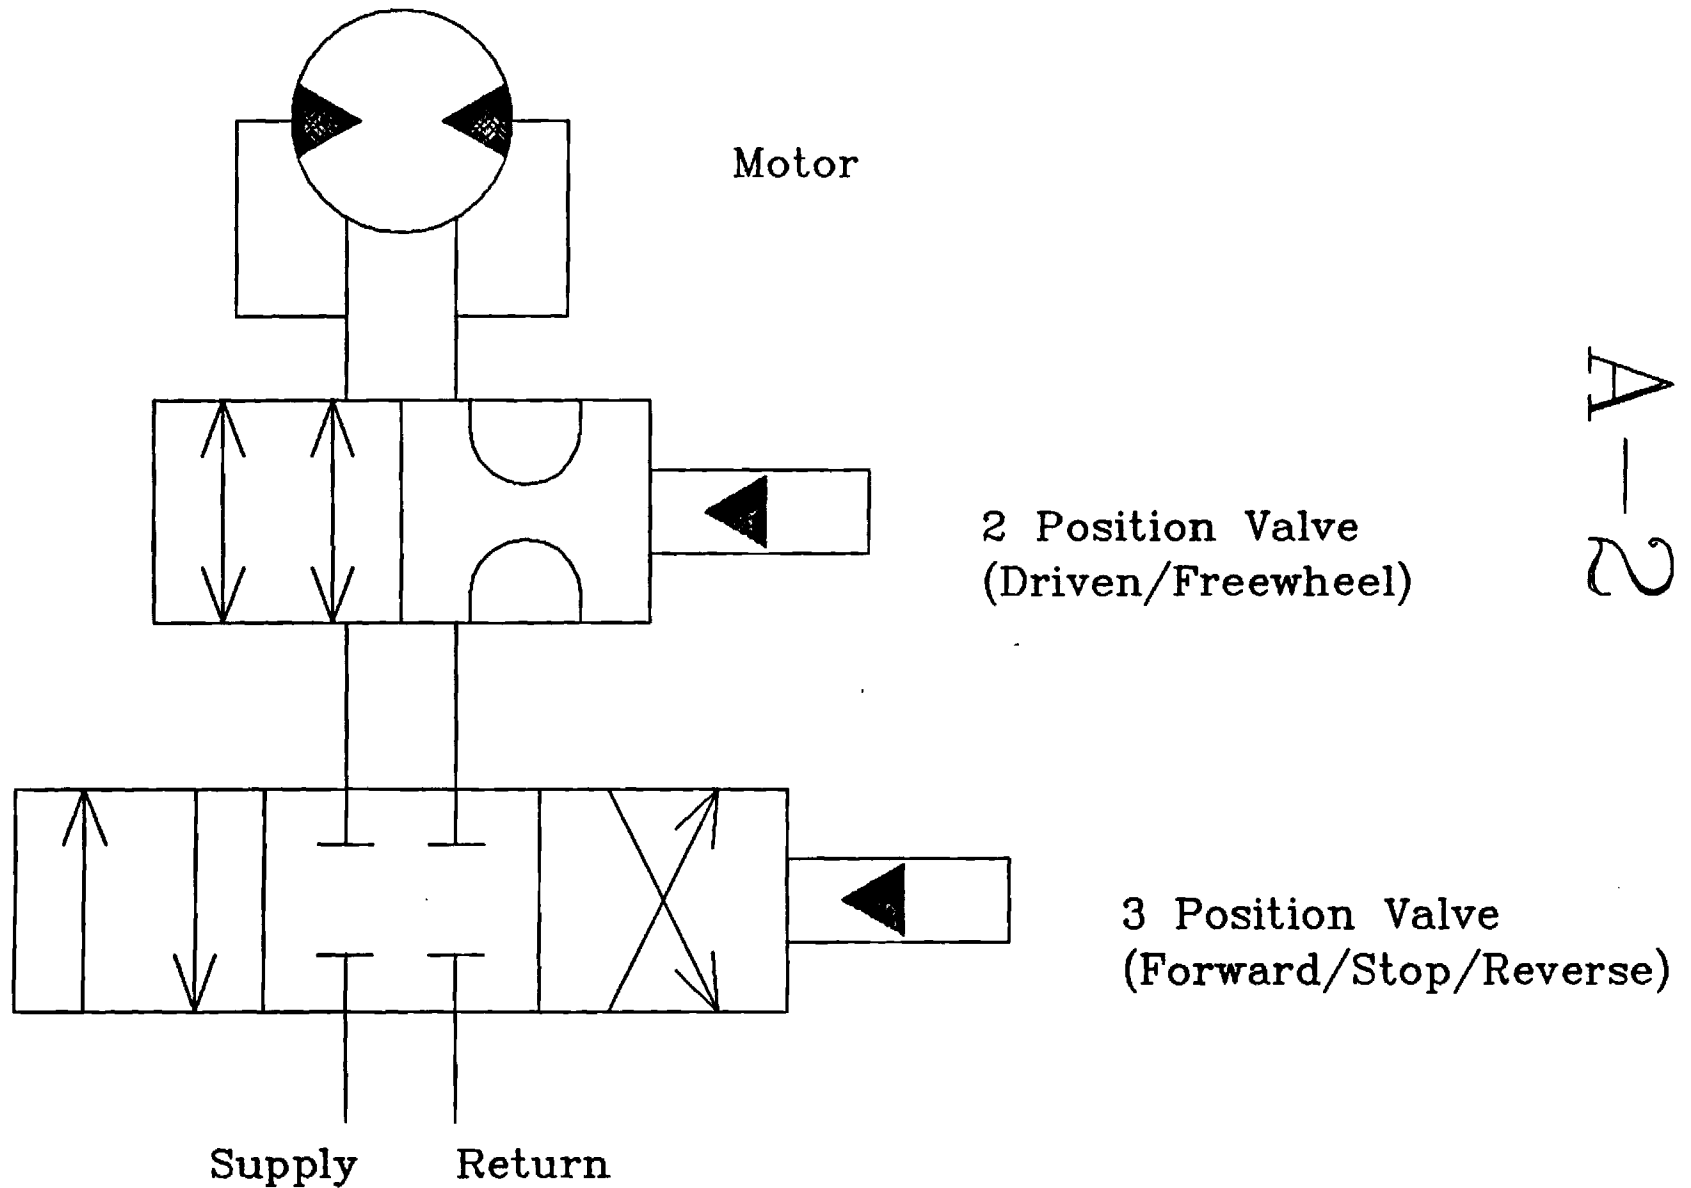 Motor
2 Position Valve
(Driven/Freewheel)
3 Position Valve
(Forward/Stop/Reverse)
Supply Return
A-2